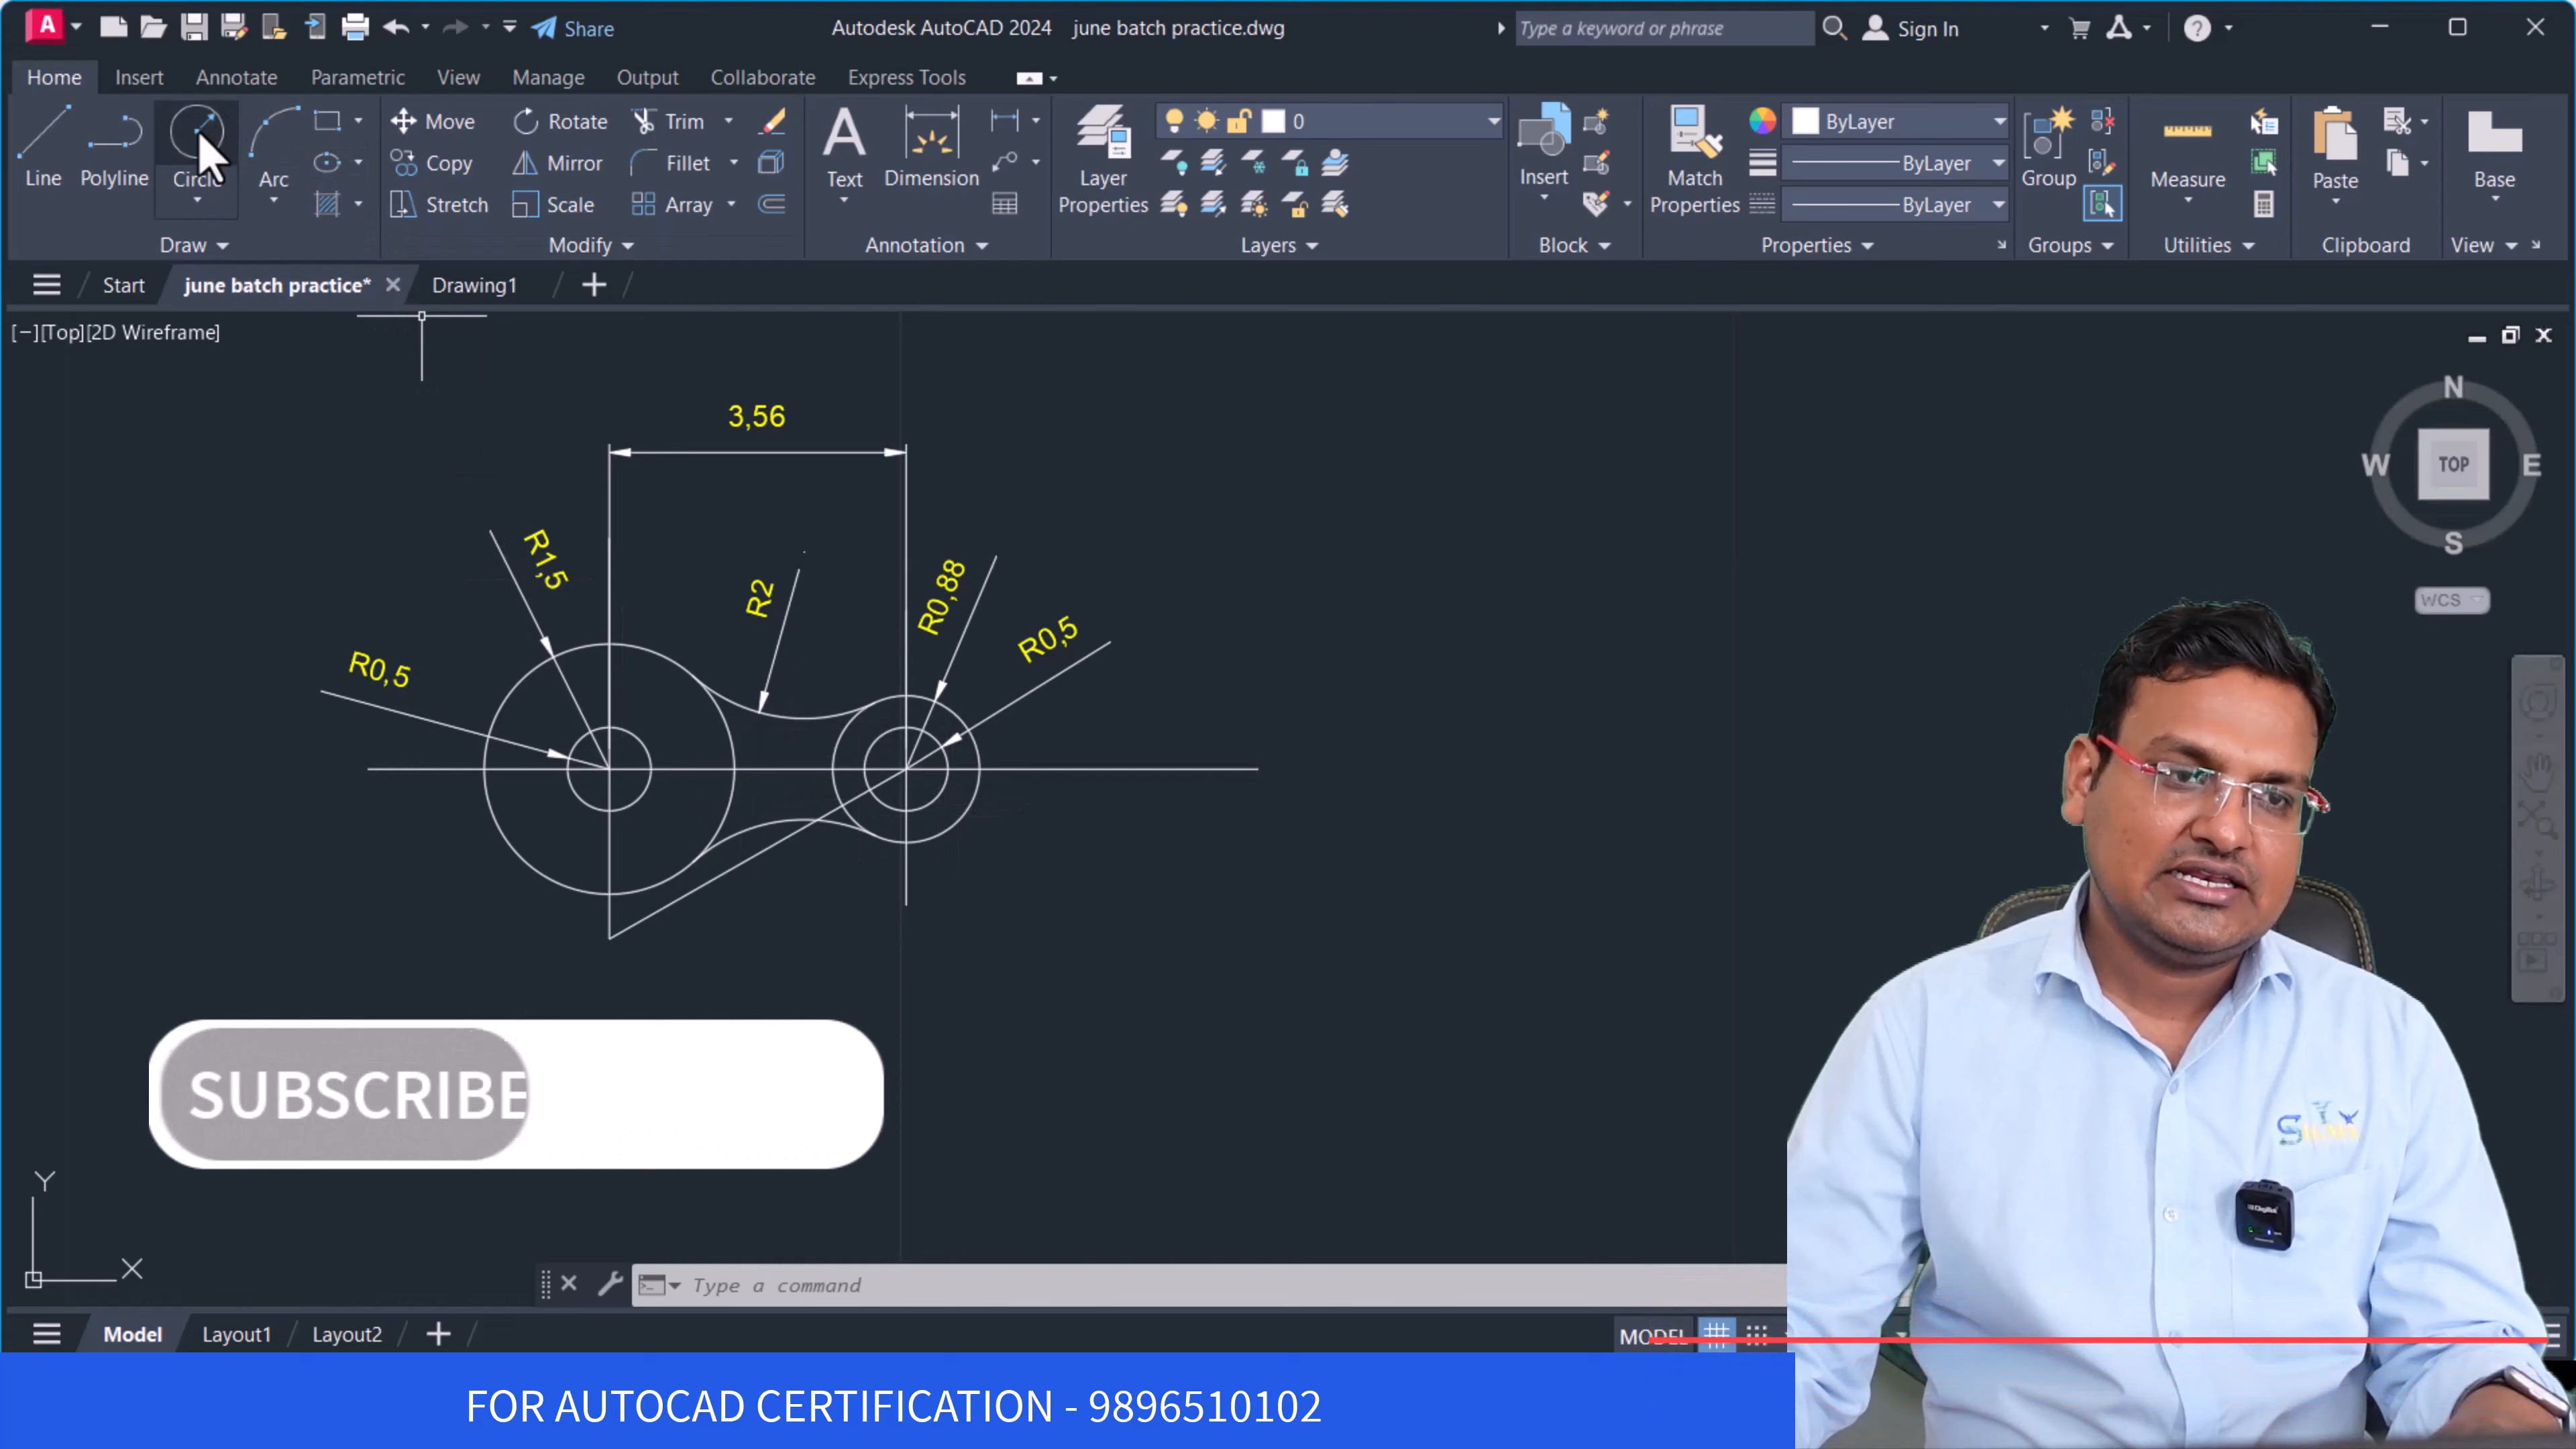 A
Share
Autodesk AutoCAD 2024 june batch practice.dwg
Type a keyword or phrase
Sign In
?
Home Insert Annotate Parametric View Manage Output Collaborate Express Tools
Line
Polyline
Circle
Arc
Draw
Move
Rotate
Trim
Copy
Mirror
Fillet
Stretch
Scale
Array
Modify
A
Text
Dimension
Annotation
Layer
Properties
0
Layers
Insert
Block
Match
Properties
ByLayer
ByLayer
ByLayer
Properties
Group
Groups
Measure
Utilities
Paste
Clipboard
Base
View
Start
june batch practice*
Drawing1
[−][Top][2D Wireframe]
N
W
TOP
E
S
WCS
3,56
R1,5
R2
R0,88
R0,5
R0,5
SUBSCRIBE
Y
X
Type a command
Model
Layout1
Layout2
MODEL
FOR AUTOCAD CERTIFICATION - 9896510102